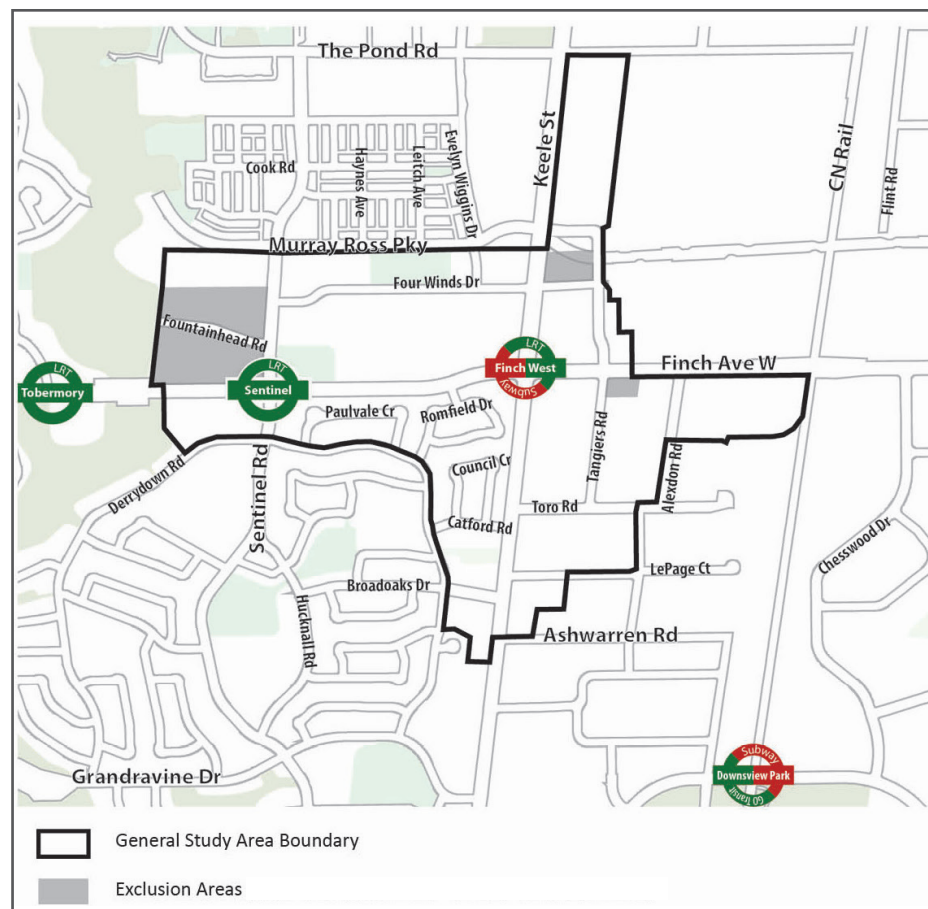 The Pond Rd
Keele St
CN Rail
Flint Rd
Cook Rd
Haynes Ave
Leitch Ave
Evelyn Wiggins Dr
Murray Ross Pky
Four Winds Dr
Fountainhead Rd
LRT
Tobermory
LRT
Sentinel
LRT
Finch West
Subway
Finch Ave W
Paulvale Cr
Romfield Dr
Tangiers Rd
Alexdon Rd
Council Cr
Derrydown Rd
Sentinel Rd
Toro Rd
Catford Rd
Chesswood Dr
LePage Ct
Broadoaks Dr
Hucknall Rd
Ashwarren Rd
Grandravine Dr
Subway
Downsview Park
GO Transit
General Study Area Boundary
Exclusion Areas